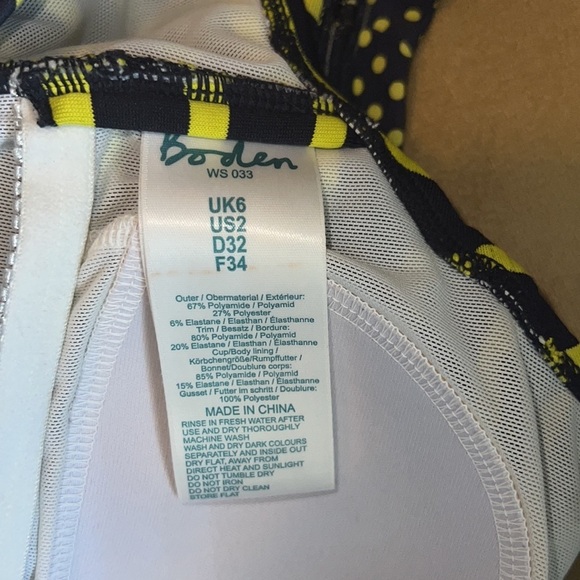 Boden
WS 033
UK6
US2
D32
F34
Outer / Obermaterial / Extérieur:
67% Polyamide / Polyamid
27% Polyester
6% Elastane / Elasthan / Élasthanne
Trim / Besatz / Bordure:
80% Polyamide / Polyamid
20% Elastane / Elasthan / Élasthanne
Cup/Body lining /
Körbchengröße/Rumpffutter /
Bonnet/Doublure corps:
85% Polyamide / Polyamid
15% Elastane / Elasthan / Élasthanne
Gusset / Futter im schritt / Doublure:
100% Polyester
MADE IN CHINA
RINSE IN FRESH WATER AFTER
USE AND DRY THOROUGHLY
MACHINE WASH
WASH AND DRY DARK COLOURS
SEPARATELY AND INSIDE OUT
DRY FLAT, AWAY FROM
DIRECT HEAT AND SUNLIGHT
DO NOT TUMBLE DRY
DO NOT IRON
DO NOT DRY CLEAN
STORE FLAT